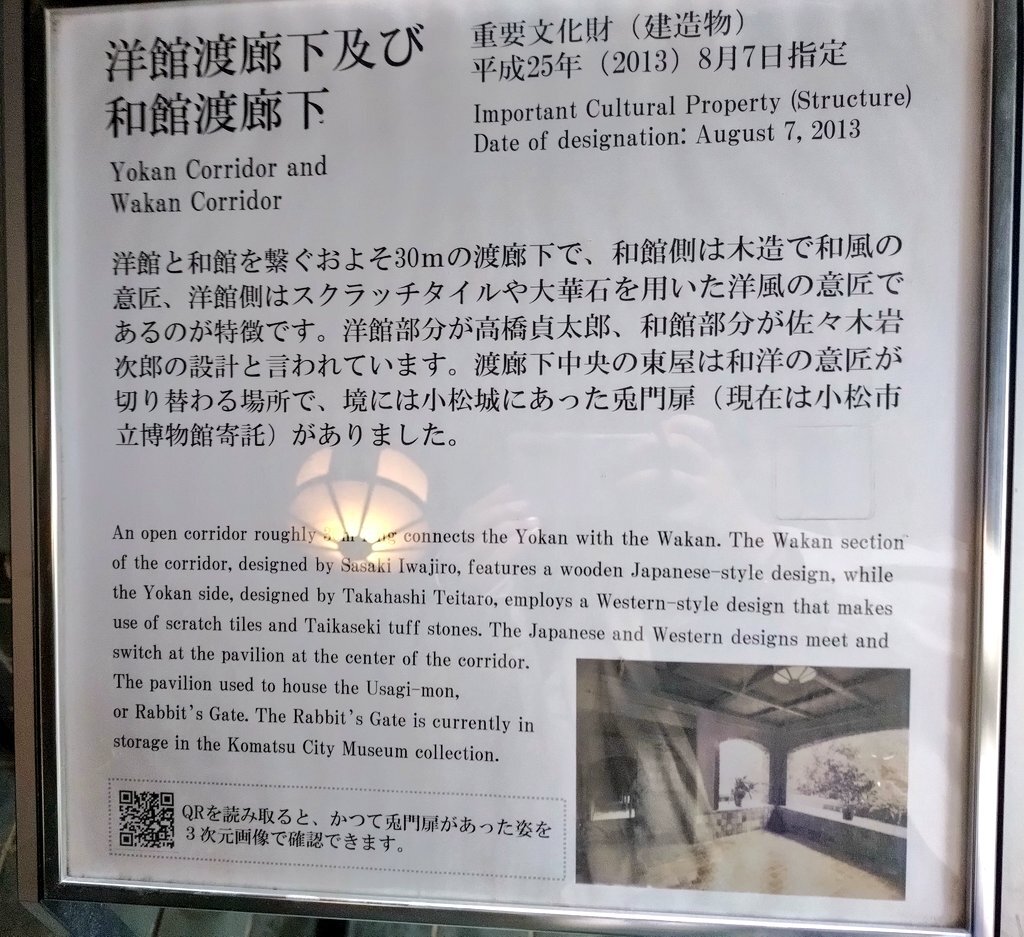 洋館渡廊下及び
和館渡廊下
Yokan Corridor and
Wakan Corridor
重要文化財（建造物）
平成25年（2013）8月7日指定
Important Cultural Property (Structure)
Date of designation: August 7, 2013
洋館と和館を繋ぐおよそ30mの渡廊下で、和館側は木造で和風の
意匠、洋館側はスクラッチタイルや大華石を用いた洋風の意匠で
あるのが特徴です。洋館部分が高橋貞太郎、和館部分が佐々木岩
次郎の設計と言われています。渡廊下中央の東屋は和洋の意匠が
切り替わる場所で、境には小松城にあった兎門扉（現在は小松市
立博物館寄託）がありました。
An open corridor roughly connects the Yokan with the Wakan. The Wakan section
of the corridor, designed by Sasaki Iwajiro, features a wooden Japanese-style design, while
the Yokan side, designed by Takahashi Teitaro, employs a Western-style design that makes
use of scratch tiles and Taikaseki tuff stones. The Japanese and Western designs meet and
switch at the pavilion at the center of the corridor.
The pavilion used to house the Usagi-mon,
or Rabbit's Gate. The Rabbit's Gate is currently in
storage in the Komatsu City Museum collection.
QRを読み取ると、かつて兎門扉があった姿を
３次元画像で確認できます。